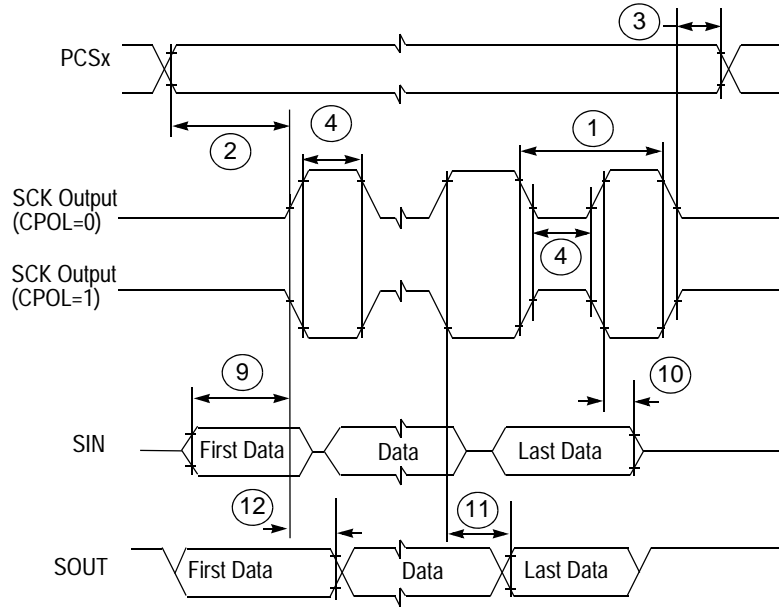 3
PCSx
2
4
1
SCK Output
(CPOL=0)
4
SCK Output
(CPOL=1)
9
10
SIN
First Data
Data
Last Data
12
11
SOUT
First Data
Data
Last Data